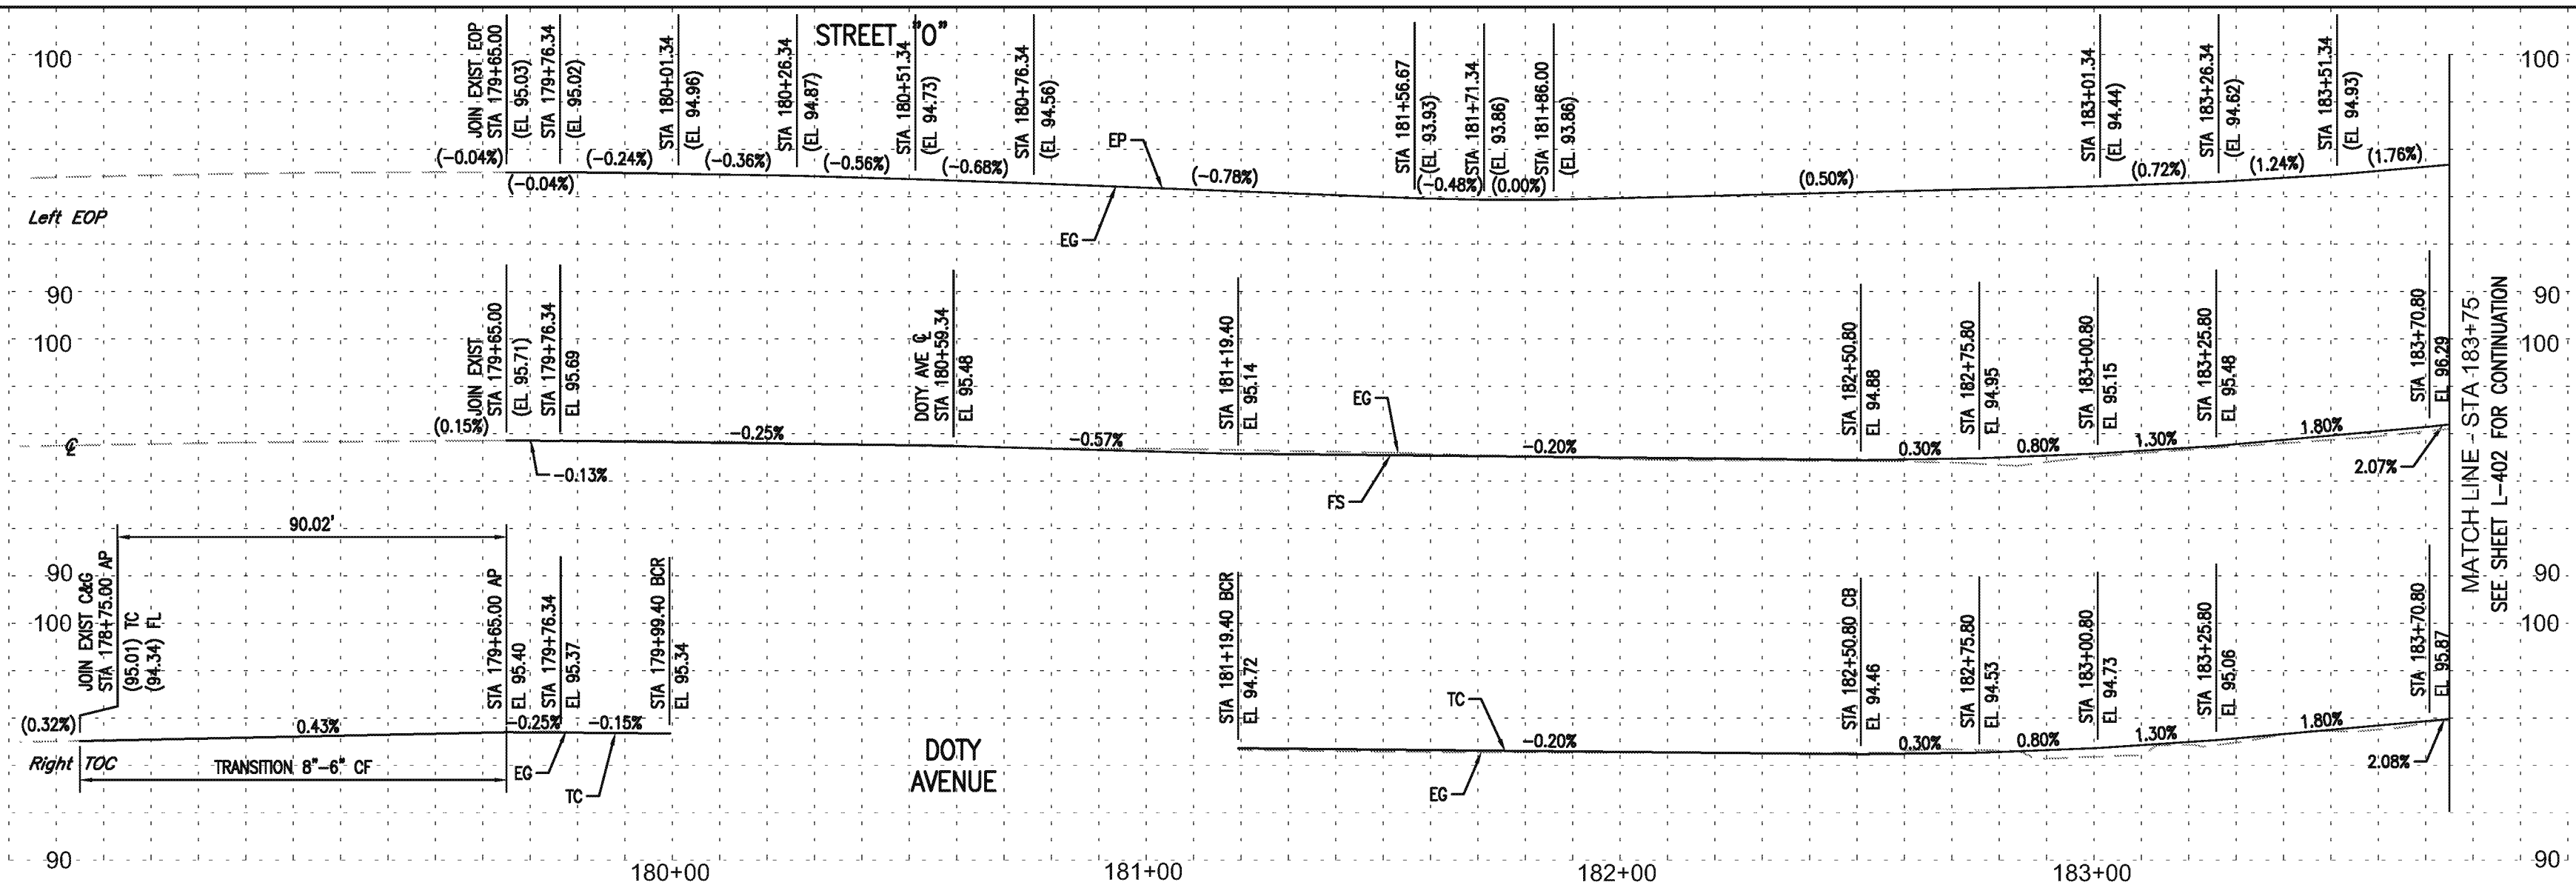 STREET "O"
100
100
JOIN EXIST EOP
STA 179+65.00
(EL 95.03)
STA 179+76.34
(EL 95.02)
STA 180+01.34
(EL 94.96)
STA 180+26.34
(EL 94.87)
STA 180+51.34
(EL 94.73)
STA 180+76.34
(EL 94.56)
STA 181+56.67
(EL 93.93)
STA 181+71.34
(EL 93.86)
STA 181+86.00
(EL 93.86)
STA 183+01.34
(EL 94.44)
STA 183+26.34
(EL 94.62)
STA 183+51.34
(EL 94.93)
(-0.04%)
(-0.04%)
(-0.24%)
(-0.36%)
(-0.56%)
(-0.68%)
EP
(-0.78%)
(-0.48%)
(0.00%)
(0.50%)
(0.72%)
(1.24%)
(1.76%)
Left EOP
EG
90
90
100
100
JOIN EXIST
STA 179+65.00
(EL 95.71)
STA 179+76.34
EL 95.69
DOTY AVE ℄
STA 180+59.34
EL 95.48
STA 181+19.40
EL 95.14
STA 182+50.80
EL 94.88
STA 182+75.80
EL 94.95
STA 183+00.80
EL 95.15
STA 183+25.80
EL 95.48
STA 183+70.80
EL 96.29
℄
(0.15%)
-0.13%
-0.25%
-0.57%
EG
FS
-0.20%
0.30%
0.80%
1.30%
1.80%
2.07%
MATCH LINE - STA 183+75
SEE SHEET L-402 FOR CONTINUATION
90
90
100
100
90.02'
JOIN EXIST C&G
STA 178+75.00 AP
(95.01) TC
(94.34) FL
STA 179+65.00 AP
EL 95.40
STA 179+76.34
EL 95.37
STA 179+99.40 BCR
EL 95.34
STA 181+19.40 BCR
EL 94.72
STA 182+50.80 CB
EL 94.46
STA 182+75.80
EL 94.53
STA 183+00.80
EL 94.73
STA 183+25.80
EL 95.06
STA 183+70.80
EL 95.87
(0.32%)
0.43%
-0.25%
-0.15%
TC
-0.20%
0.30%
0.80%
1.30%
1.80%
2.08%
Right TOC
TRANSITION 8"-6" CF
EG
TC
DOTY
AVENUE
EG
90
90
180+00
181+00
182+00
183+00